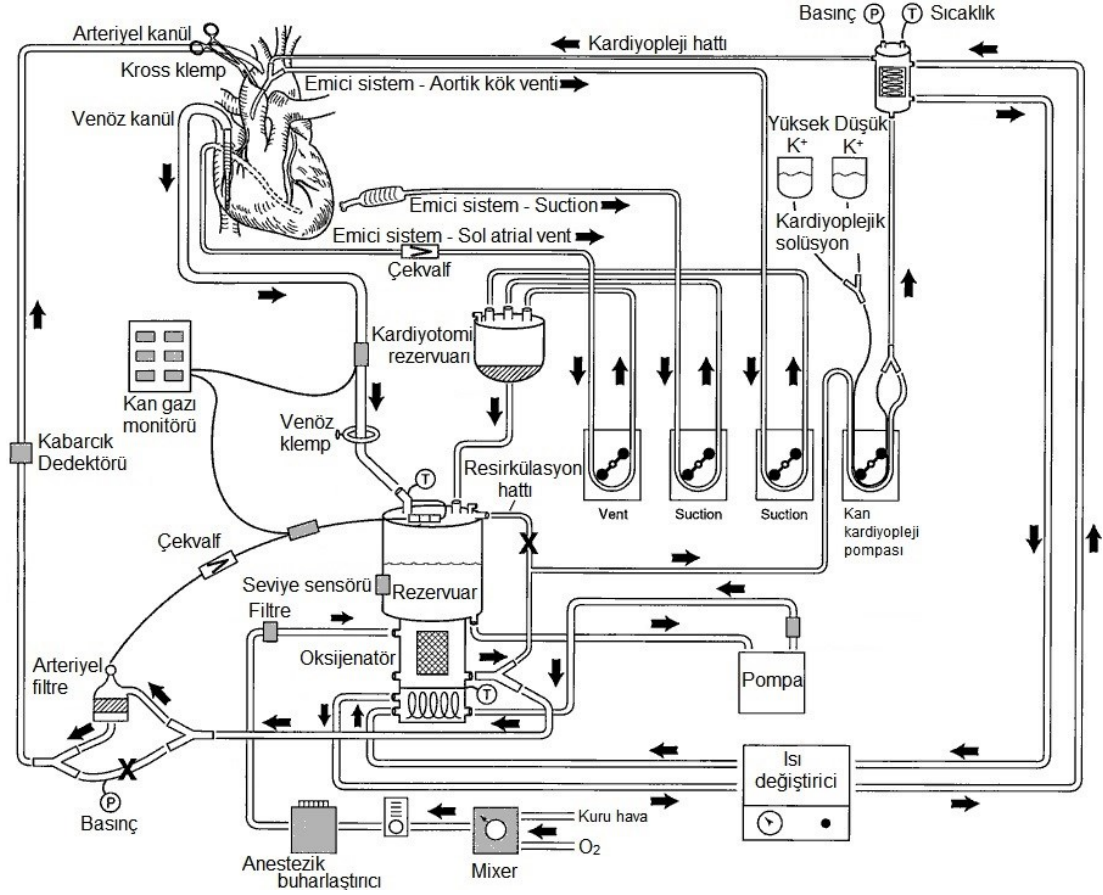 Basınç P T Sıcaklık
Arteriyel kanül
Kross klemp
Kardiyopleji hattı
Emici sistem - Aortik kök venti
Venöz kanül
Yüksek Düşük
K+ K+
Emici sistem - Suction
Kardiyoplejik
solüsyon
Emici sistem - Sol atrial vent
Çekvalf
Kardiyotomi
rezervuarı
Kan gazı
monitörü
Venöz
klemp
Kabarcık
Dedektörü
T
Resirkülasyon
hattı
Vent
Suction
Suction
Kan
kardiyopleji
pompası
X
Çekvalf
Seviye sensörü
Rezervuar
Filtre
Oksijenatör
Arteriyel
filtre
T
Pompa
X
P
Basınç
Isı
değiştirici
Kuru hava
O2
Anestezik
buharlaştırıcı
Mixer